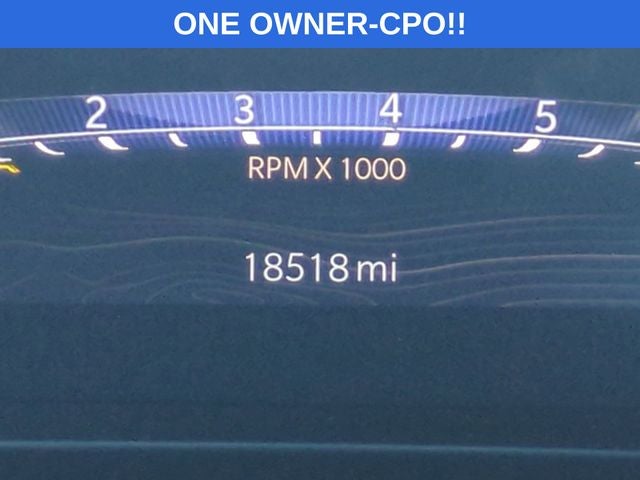 ONE OWNER-CPO!!
2 3 4 5
RPM X 1000
18518 mi